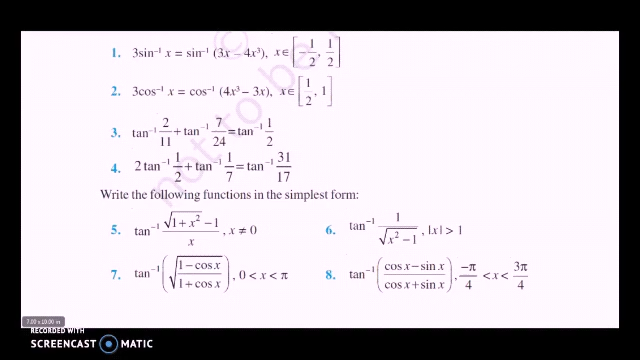 1. 3sin⁻¹ x = sin⁻¹ (3x – 4x³), x ∈ [-1/2, 1/2]
2. 3cos⁻¹ x = cos⁻¹ (4x³ – 3x), x ∈ [1/2, 1]
3. tan⁻¹ 2/11 + tan⁻¹ 7/24 = tan⁻¹ 1/2
4. 2 tan⁻¹ 1/2 + tan⁻¹ 1/7 = tan⁻¹ 31/17
Write the following functions in the simplest form:
5. tan⁻¹ (√(1+x²) –1)/x, x ≠ 0
6. tan⁻¹ 1/√(x² –1), |x| > 1
7. tan⁻¹ (√((1–cos x)/(1+cos x))), 0 < x < π
8. tan⁻¹ ((cos x – sin x)/(cos x + sin x)), –π/4 < x < 3π/4
©
not to be
RECORDED WITH
SCREENCAST MATIC